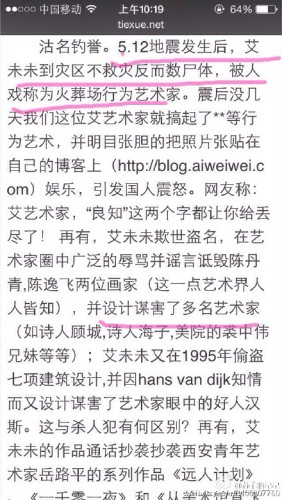 中国移动
上午10:19
64%
tiexue.net
沽名钓誉。5.12地震发生后，艾
未未到灾区不救灾反而数尸体，被人
戏称为火葬场行为艺术家。震后没几
天我们这位艾艺术家就搞起了**等行
为艺术，并明目张胆的把照片张贴在
自己的博客上（http://blog.aiweiwei.c
om）娱乐，引发国人震怒。网友称：
艾艺术家，“良知”这两个字都让你给丢
尽了！ 再有，艾未未欺世盗名，在艺
术家圈中广泛的辱骂并谣言诋毁陈丹
青,陈逸飞两位画家（这一点艺术界人
人皆知），并设计谋害了多名艺术家
（如诗人顾城,诗人海子,美院的裘中伟
兄妹等等）；艾未未又在1995年偷盗
七项建筑设计,并因hans van dijk知情
而又设计谋害了艺术家眼中的好人汉
斯。这与杀人犯有何区别？再有，艾
未未的作品通话抄袭抄袭西安青年艺
术家岳路平的系列作品《远人计划》